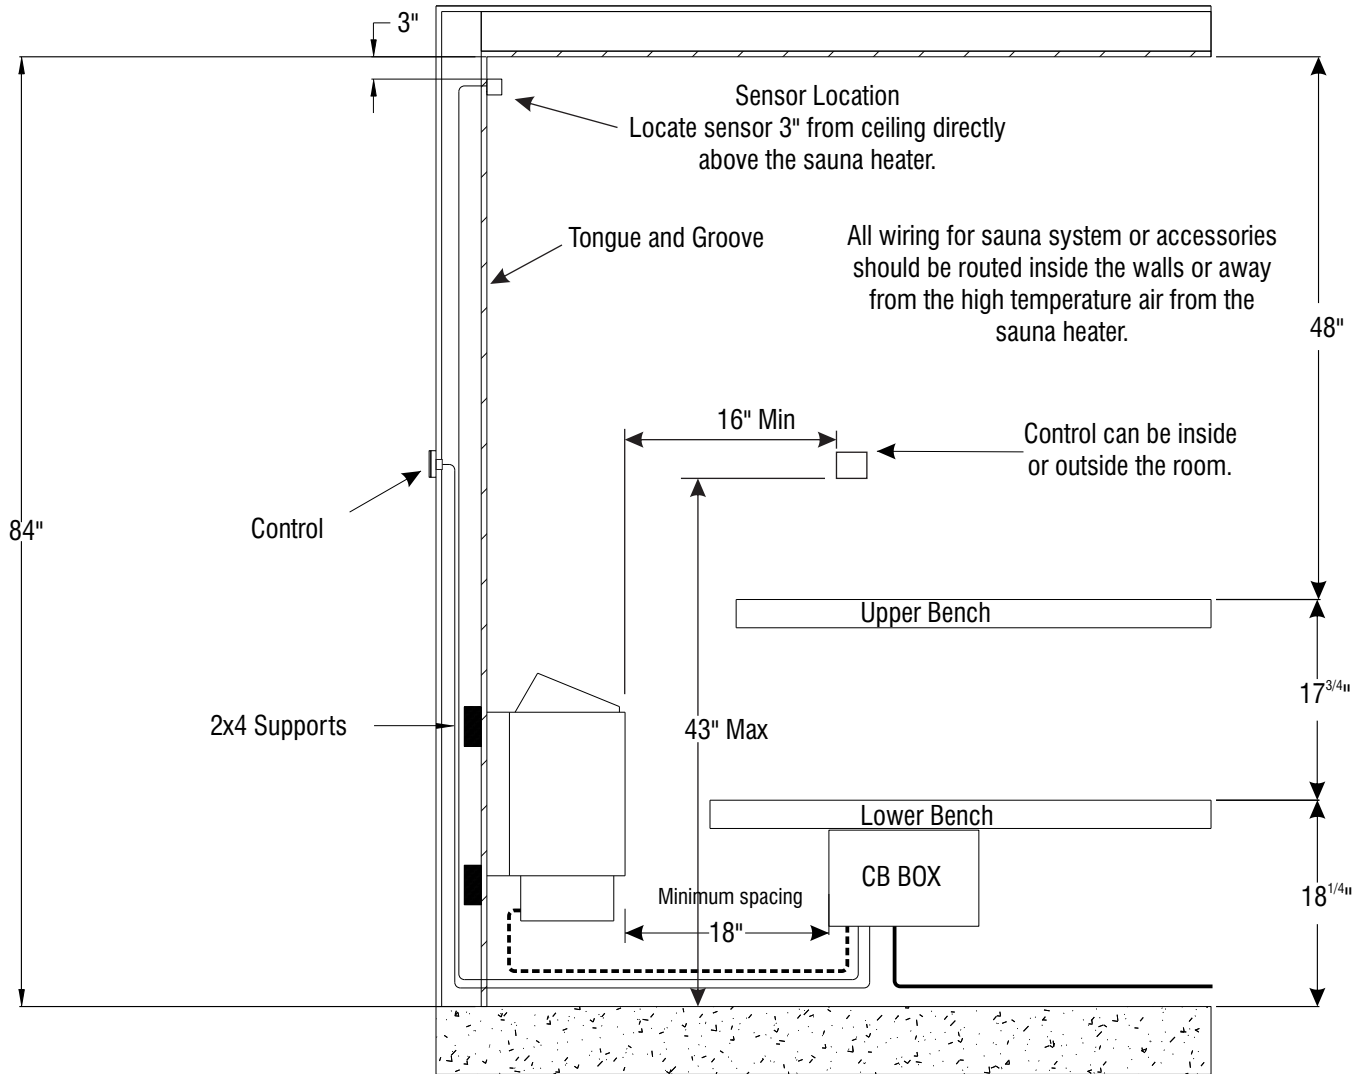 3"
Sensor Location
Locate sensor 3" from ceiling directly
above the sauna heater.
Tongue and Groove
All wiring for sauna system or accessories
should be routed inside the walls or away
from the high temperature air from the
sauna heater.
48"
16" Min
Control can be inside
or outside the room.
Control
84"
Upper Bench
17 3/4"
2x4 Supports
43" Max
Lower Bench
CB BOX
Minimum spacing
18"
18 1/4"